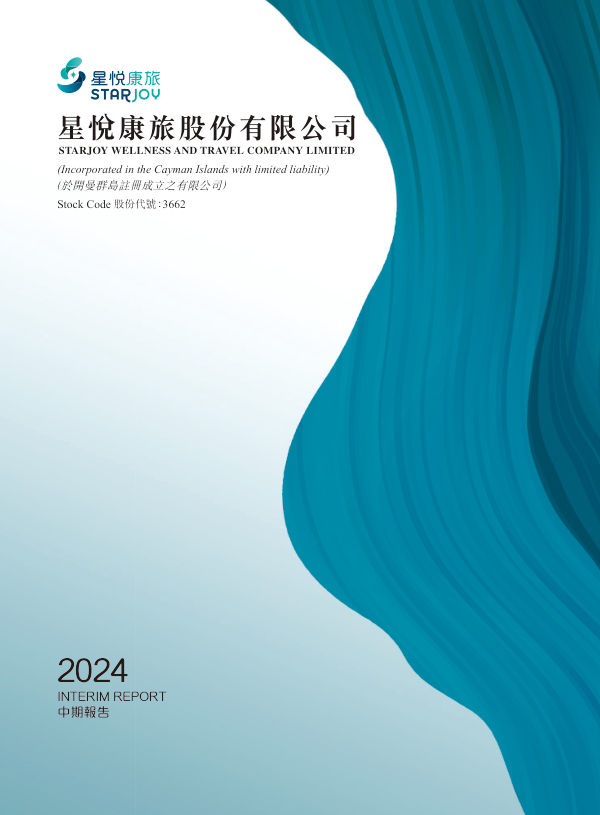 星悦康旅
STARJOY
星悅康旅股份有限公司
STARJOY WELLNESS AND TRAVEL COMPANY LIMITED
(Incorporated in the Cayman Islands with limited liability)
(於開曼群島註冊成立之有限公司)
Stock Code 股份代號：3662
2024
INTERIM REPORT
中期報告